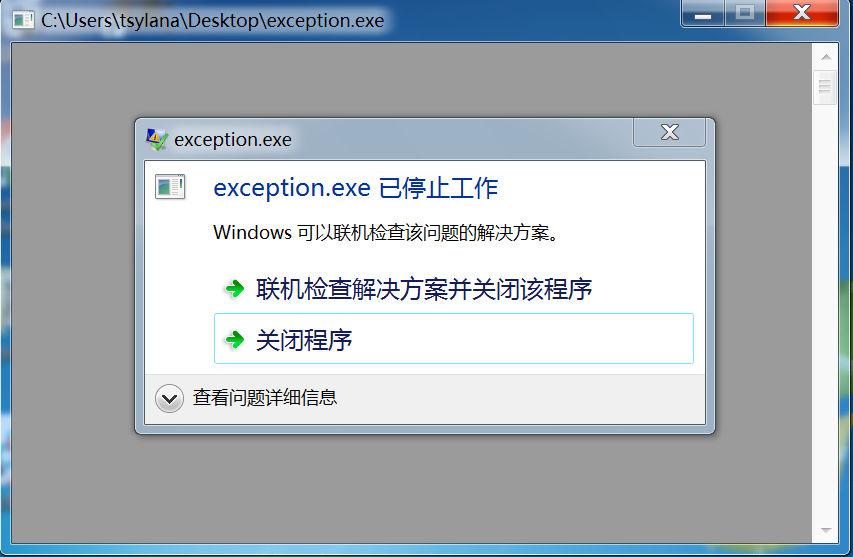 C:\Users\tsylana\Desktop\exception.exe
exception.exe
exception.exe 已停止工作
Windows 可以联机检查该问题的解决方案。
联机检查解决方案并关闭该程序
关闭程序
查看问题详细信息